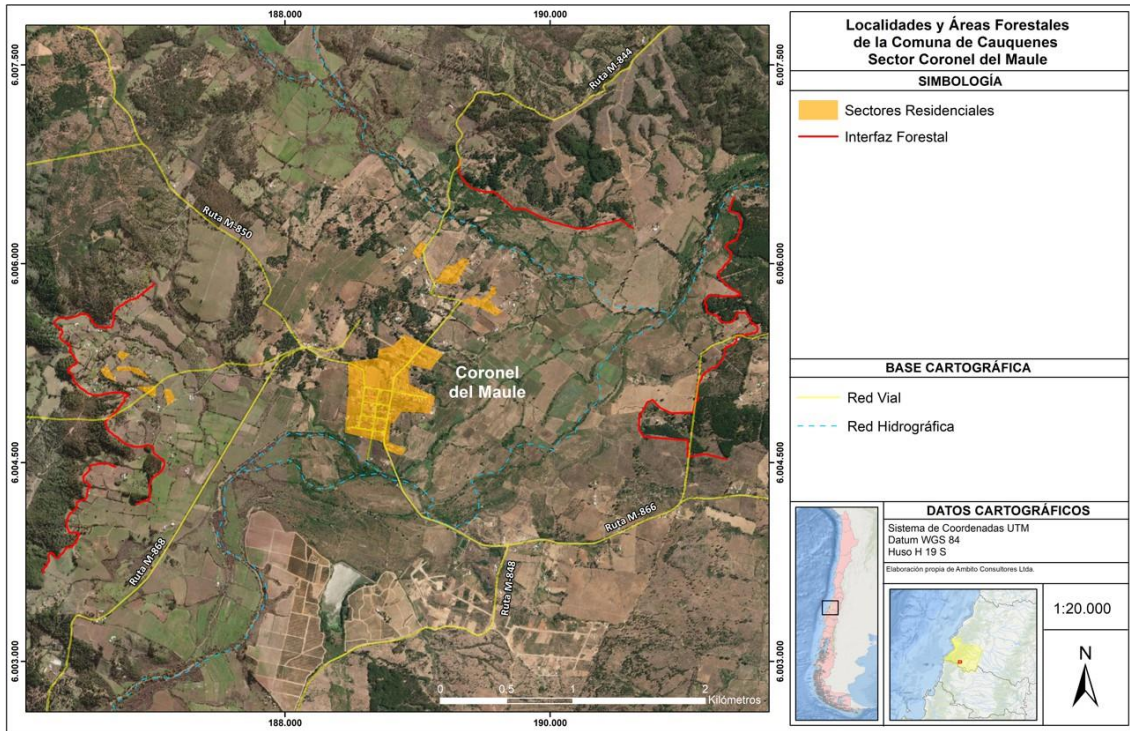 188.000
190.000
6.007.500
6.007.500
Ruta M-844
Ruta M-850
6.006.000
6.006.000
Coronel
del Maule
6.004.500
6.004.500
Ruta M-866
Ruta M-868
Ruta M-848
6.003.000
6.003.000
0 0.5 1 2
Kilómetros
188.000
190.000
Localidades y Áreas Forestales
de la Comuna de Cauquenes
Sector Coronel del Maule
SIMBOLOGÍA
Sectores Residenciales
Interfaz Forestal
BASE CARTOGRÁFICA
Red Vial
Red Hidrográfica
DATOS CARTOGRÁFICOS
Sistema de Coordenadas UTM
Datum WGS 84
Huso H 19 S
Elaboración propia de Ambito Consultores Ltda.
1:20.000
N